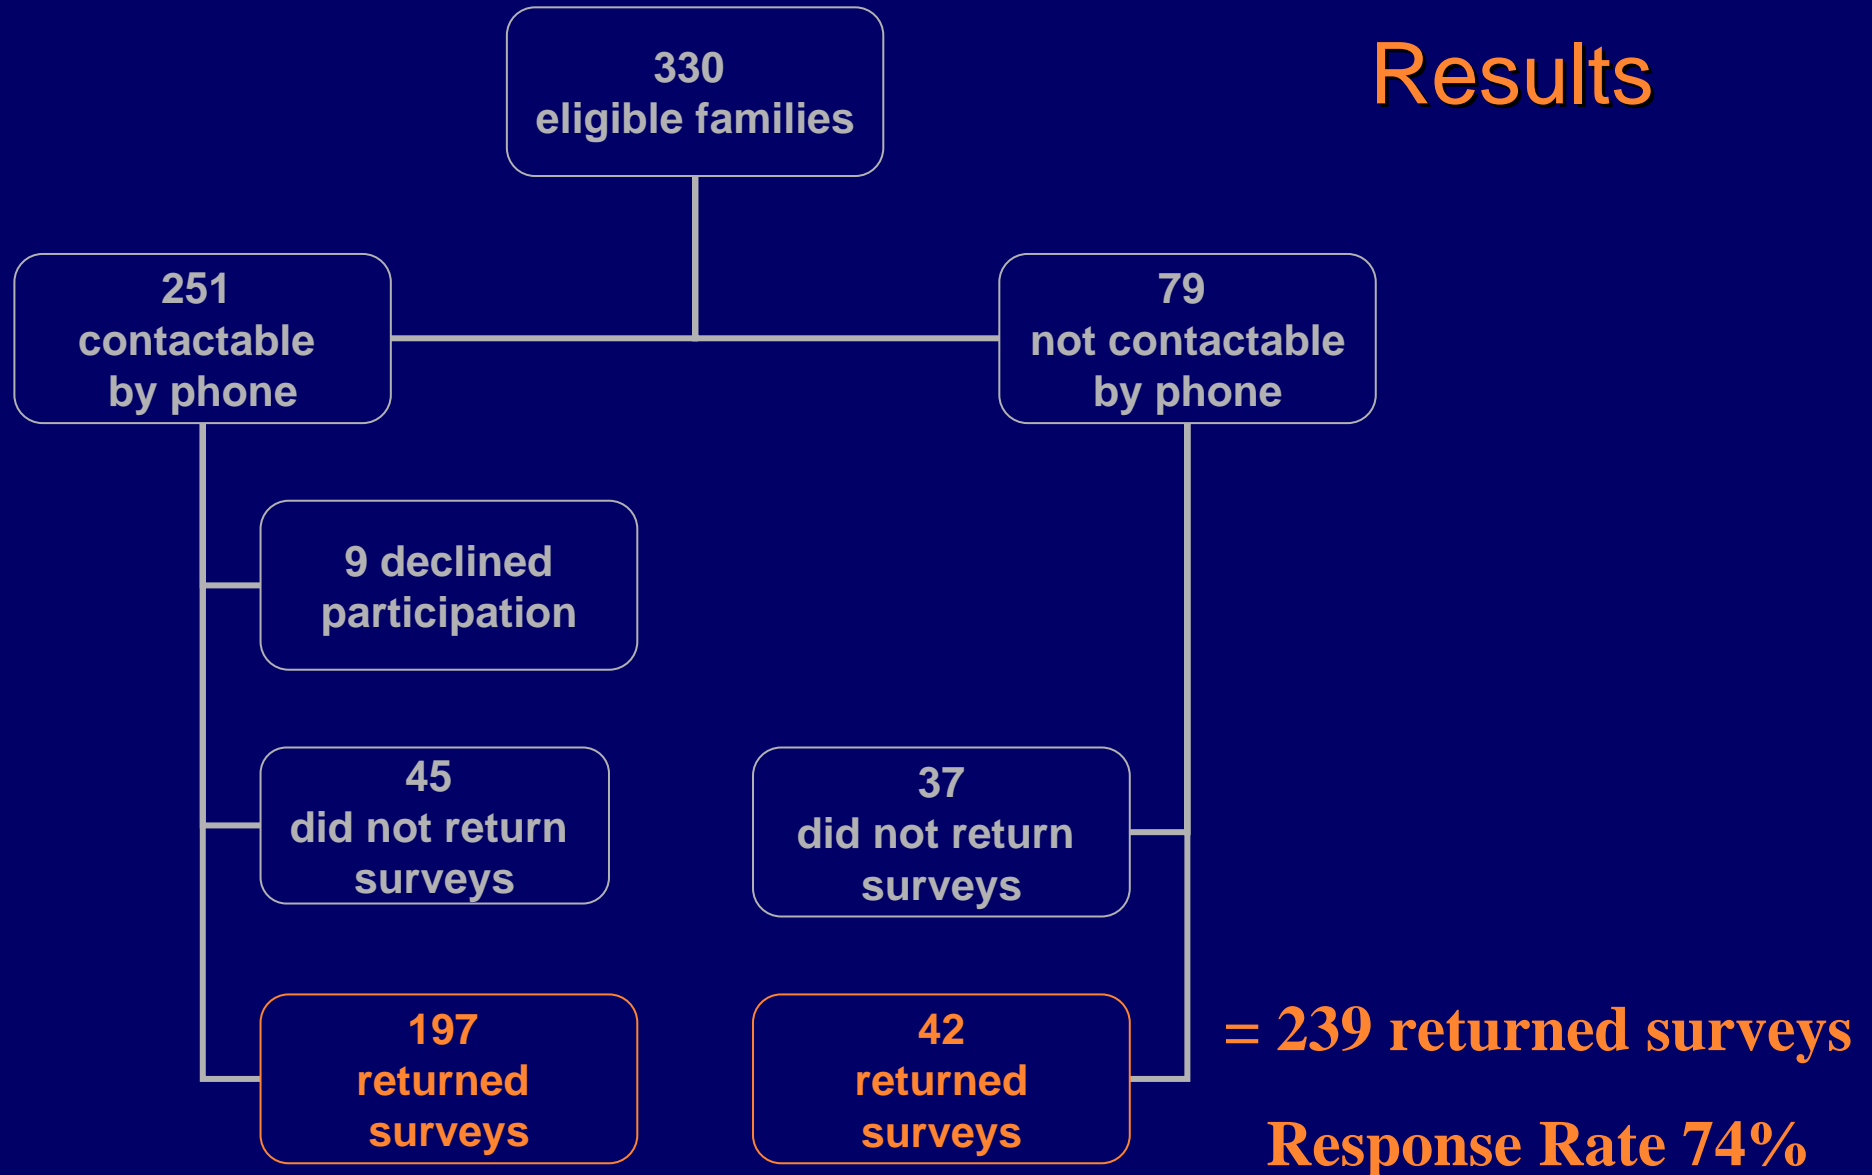 Results
330
eligible families
251
contactable
by phone
79
not contactable
by phone
9 declined
participation
45
did not return
surveys
37
did not return
surveys
197
returned
surveys
42
returned
surveys
= 239 returned surveys
Response Rate 74%